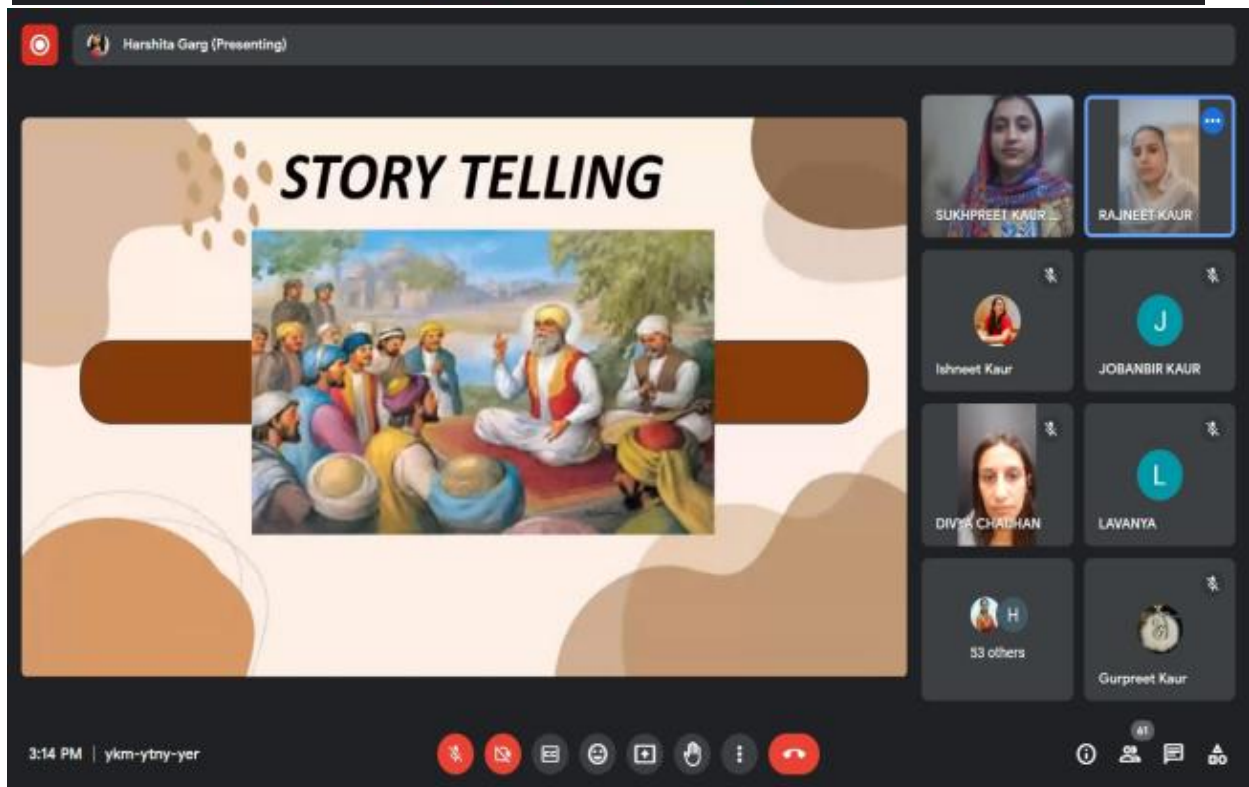 Harshita Garg (Presenting)
STORY TELLING
SUKHPREET KAUR ...
RAJNEET KAUR
Ishneet Kaur
J
JOBANBIR KAUR
DIVYA CHAUHAN
L
LAVANYA
H
53 others
Gurpreet Kaur
3:14 PM | ykm-ytny-yer
61